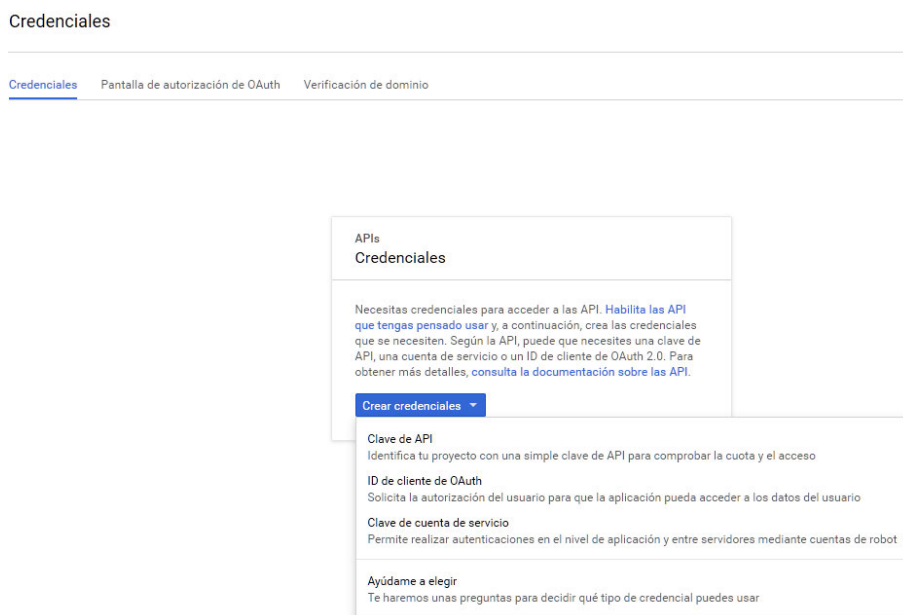 Credenciales
Credenciales
Pantalla de autorización de OAuth
Verificación de dominio
APIs
Credenciales
Necesitas credenciales para acceder a las API. Habilita las API
que tengas pensado usar y, a continuación, crea las credenciales
que se necesiten. Según la API, puede que necesites una clave de
API, una cuenta de servicio o un ID de cliente de OAuth 2.0. Para
obtener más detalles, consulta la documentación sobre las API.
Crear credenciales
Clave de API
Identifica tu proyecto con una simple clave de API para comprobar la cuota y el acceso
ID de cliente de OAuth
Solicita la autorización del usuario para que la aplicación pueda acceder a los datos del usuario
Clave de cuenta de servicio
Permite realizar autenticaciones en el nivel de aplicación y entre servidores mediante cuentas de robot
Ayúdame a elegir
Te haremos unas preguntas para decidir qué tipo de credencial puedes usar